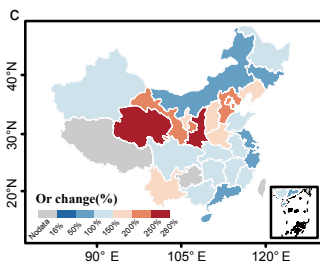 C
40°N
30°N
20°N
Or change(%)
Nodata
16%
50%
100%
150%
200%
250%
280%
90° E
105°E
120°E